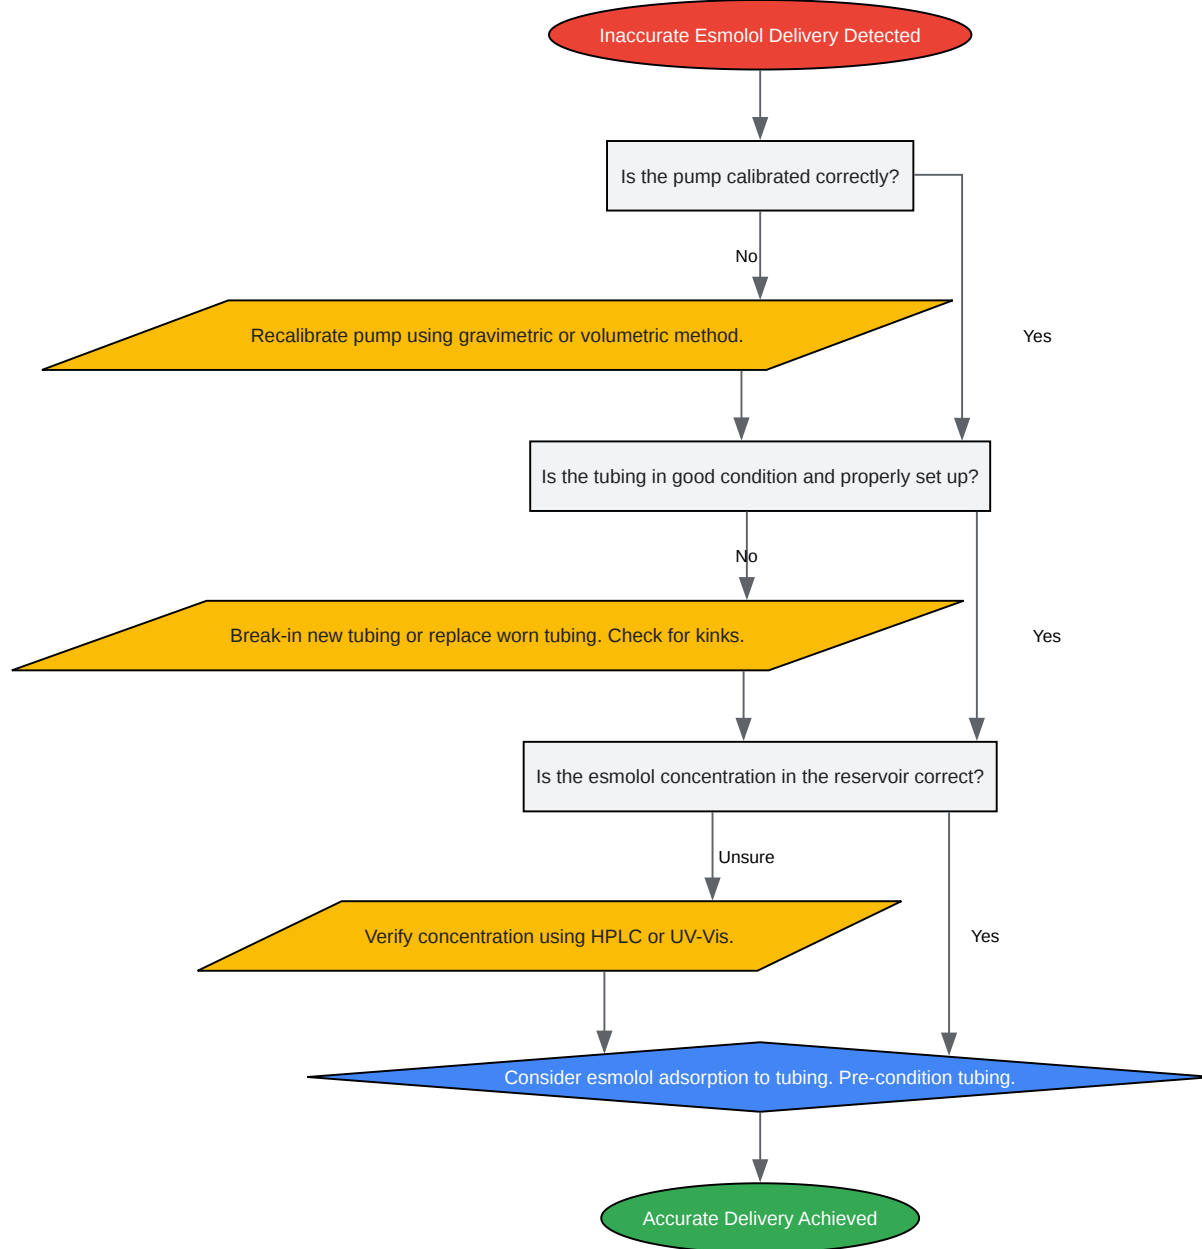 Inaccurate Esmolol Delivery Detected
Is the pump calibrated correctly?
No
Recalibrate pump using gravimetric or volumetric method.
Yes
Is the tubing in good condition and properly set up?
No
Break-in new tubing or replace worn tubing. Check for kinks.
Yes
Is the esmolol concentration in the reservoir correct?
Unsure
Verify concentration using HPLC or UV-Vis.
Yes
Consider esmolol adsorption to tubing. Pre-condition tubing.
Accurate Delivery Achieved